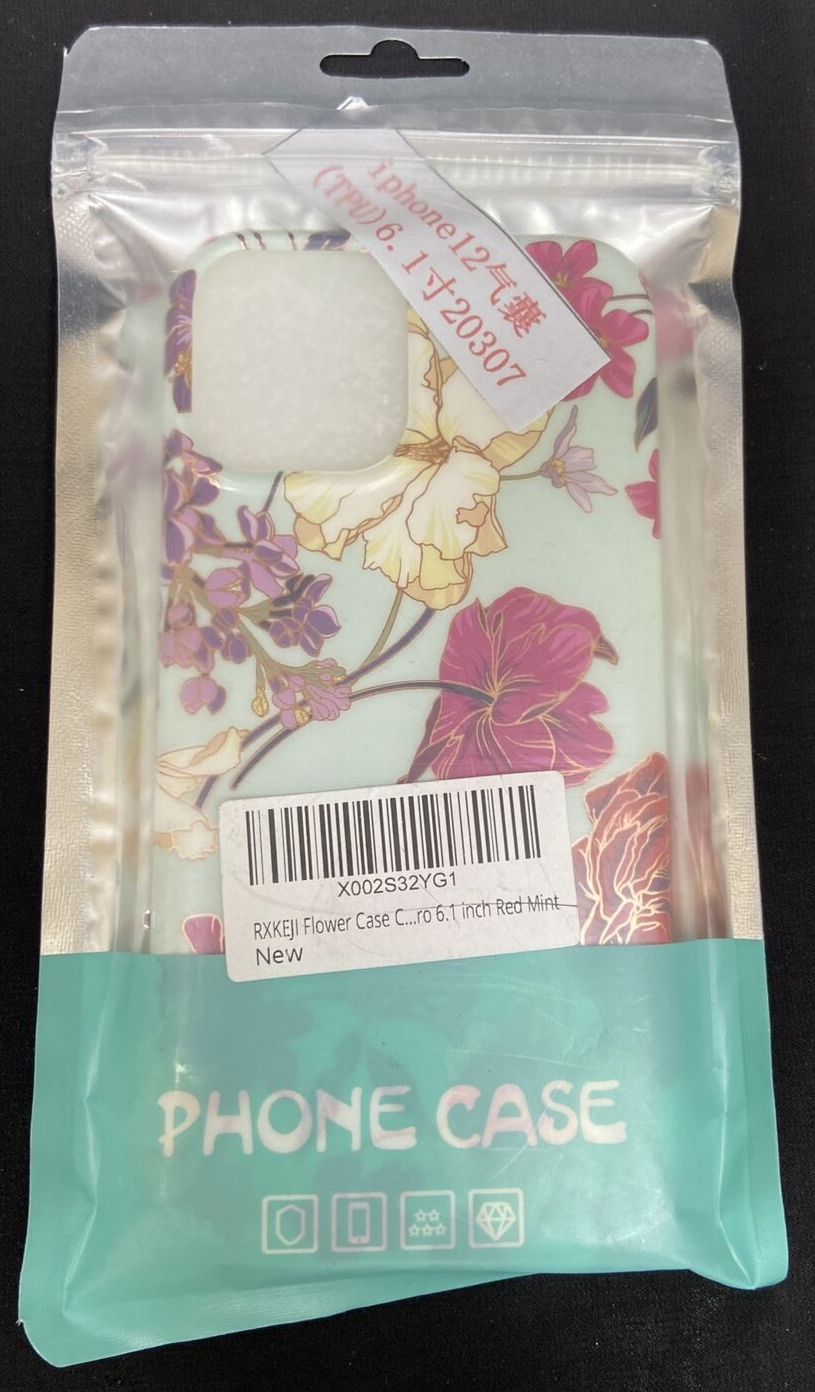 iphone12气囊
(TPU)6.1寸20307
X002S32YG1
RXKEJI Flower Case C...ro 6.1 inch Red Mint
New
PHONE CASE